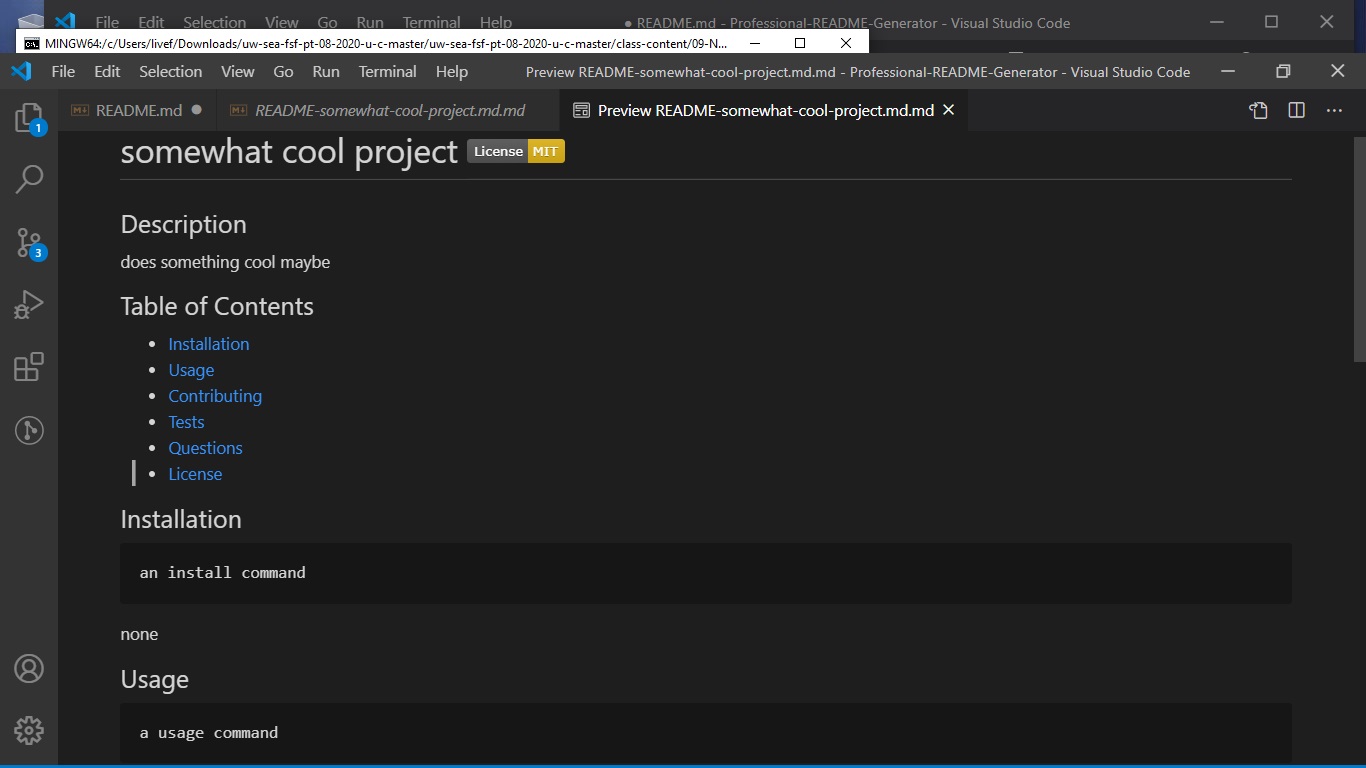 File Edit Selection View Go Run Terminal Help ● README.md - Professional-README-Generator - Visual Studio Code
MINGW64:/c/Users/livef/Downloads/uw-sea-fsf-pt-08-2020-u-c-master/uw-sea-fsf-pt-08-2020-u-c-master/class-content/09-N...
File Edit Selection View Go Run Terminal Help Preview README-somewhat-cool-project.md.md - Professional-README-Generator - Visual Studio Code
README.md ● README-somewhat-cool-project.md.md Preview README-somewhat-cool-project.md.md
1
3
somewhat cool project License MIT
Description
does something cool maybe
Table of Contents
• Installation
• Usage
• Contributing
• Tests
• Questions
• License
Installation
an install command
none
Usage
a usage command